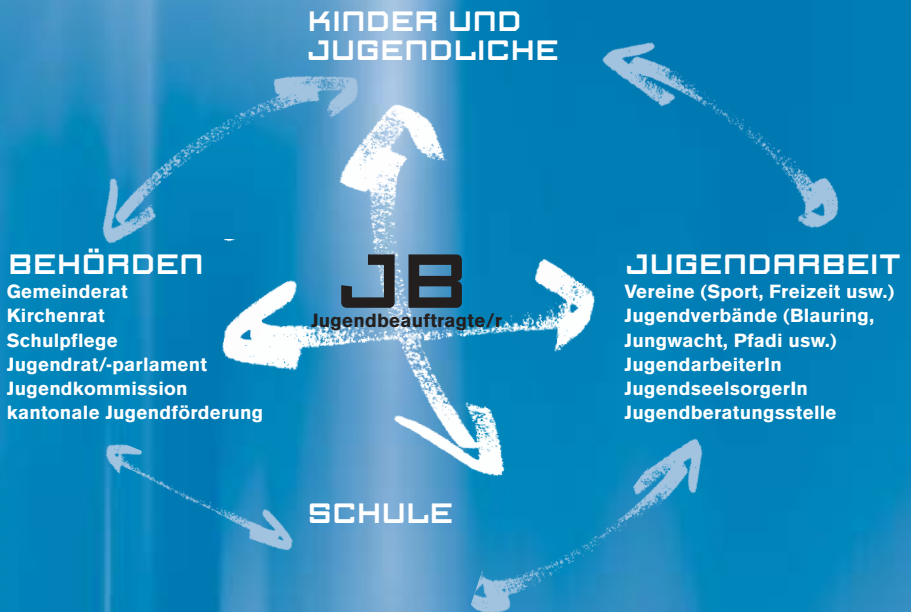 KINDER UND
JUGENDLICHE
BEHÖRDEN
Gemeinderat
Kirchenrat
Schulpflege
Jugendrat/-parlament
Jugendkommission
kantonale Jugendförderung
JB
Jugendbeauftragte/r
JUGENDARBEIT
Vereine (Sport, Freizeit usw.)
Jugendverbände (Blauring,
Jungwacht, Pfadi usw.)
JugendarbeiterIn
JugendseelsorgerIn
Jugendberatungsstelle
SCHULE